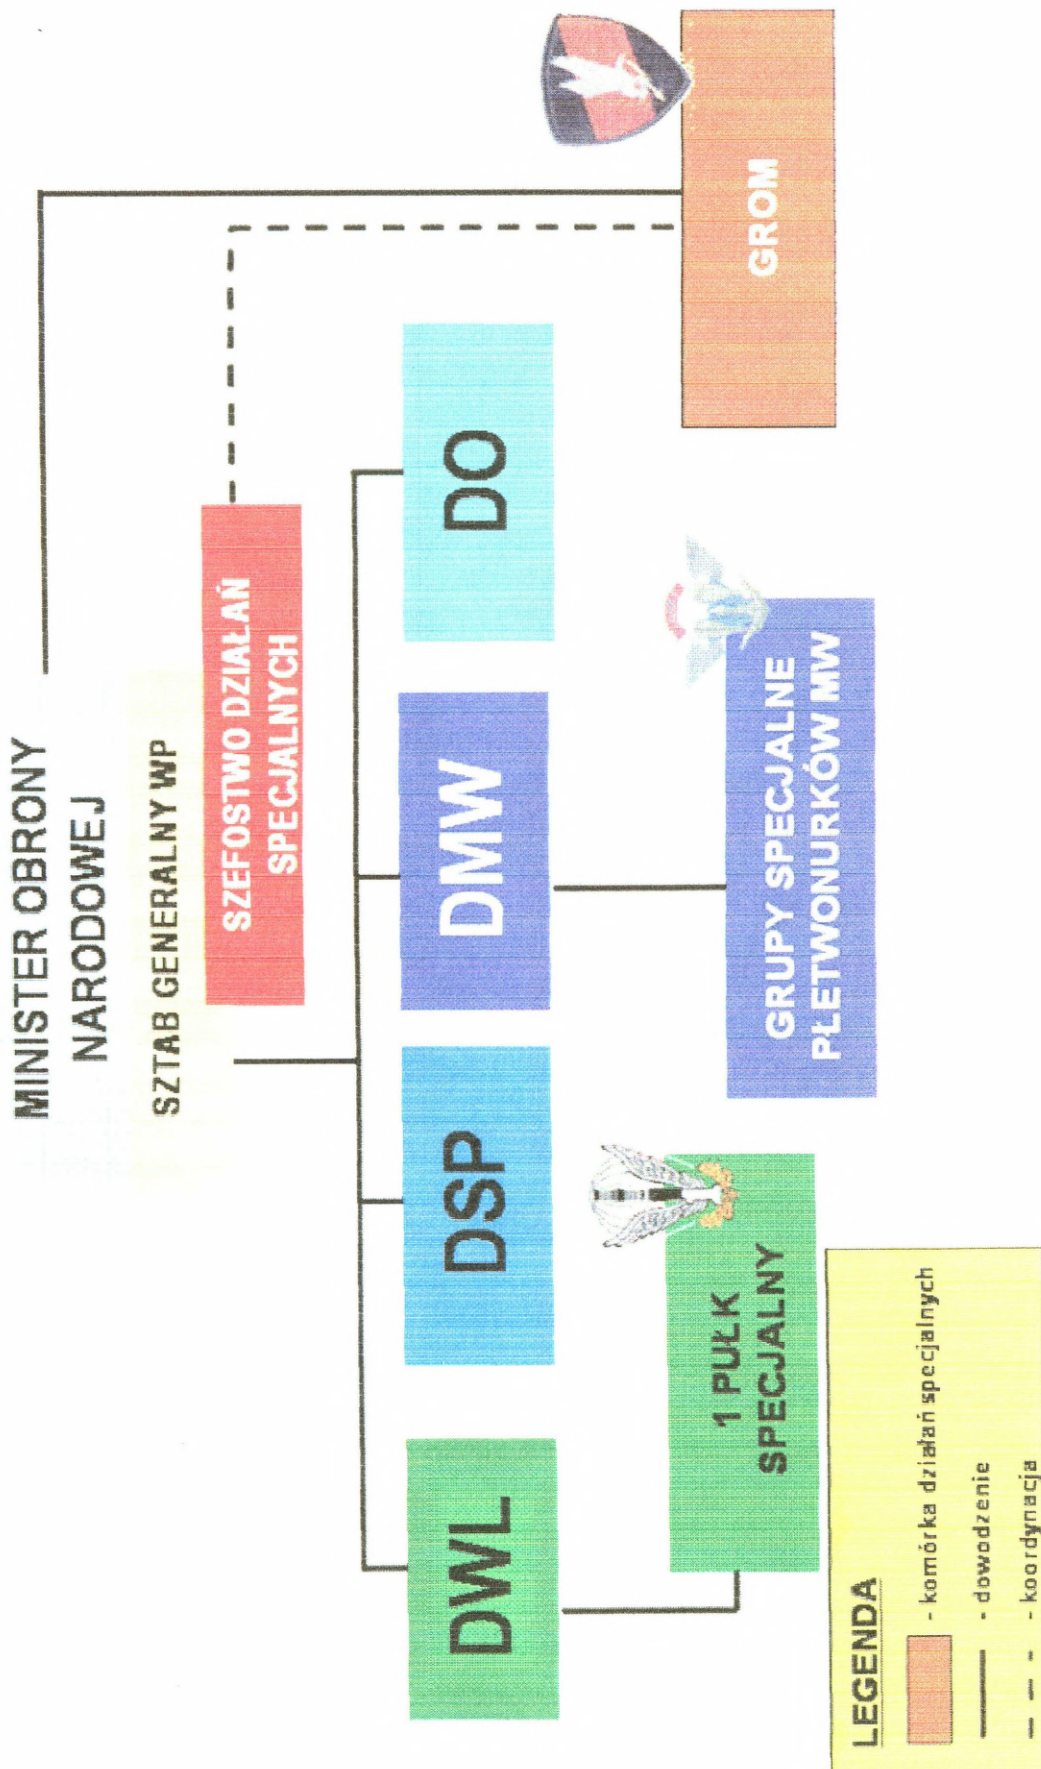 MINISTER OBRONY
NARODOWEJ
SZTAB GENERALNY WP
SZEFOSTWO DZIAŁAŃ
SPECJALNYCH
DWL
DSP
DMW
DO
1 PUŁK
SPECJALNY
GRUPY SPECJALNE
PŁETWONURKÓW MW
GROM
LEGENDA
- komórka działań specjalnych
- dowodzenie
- koordynacja